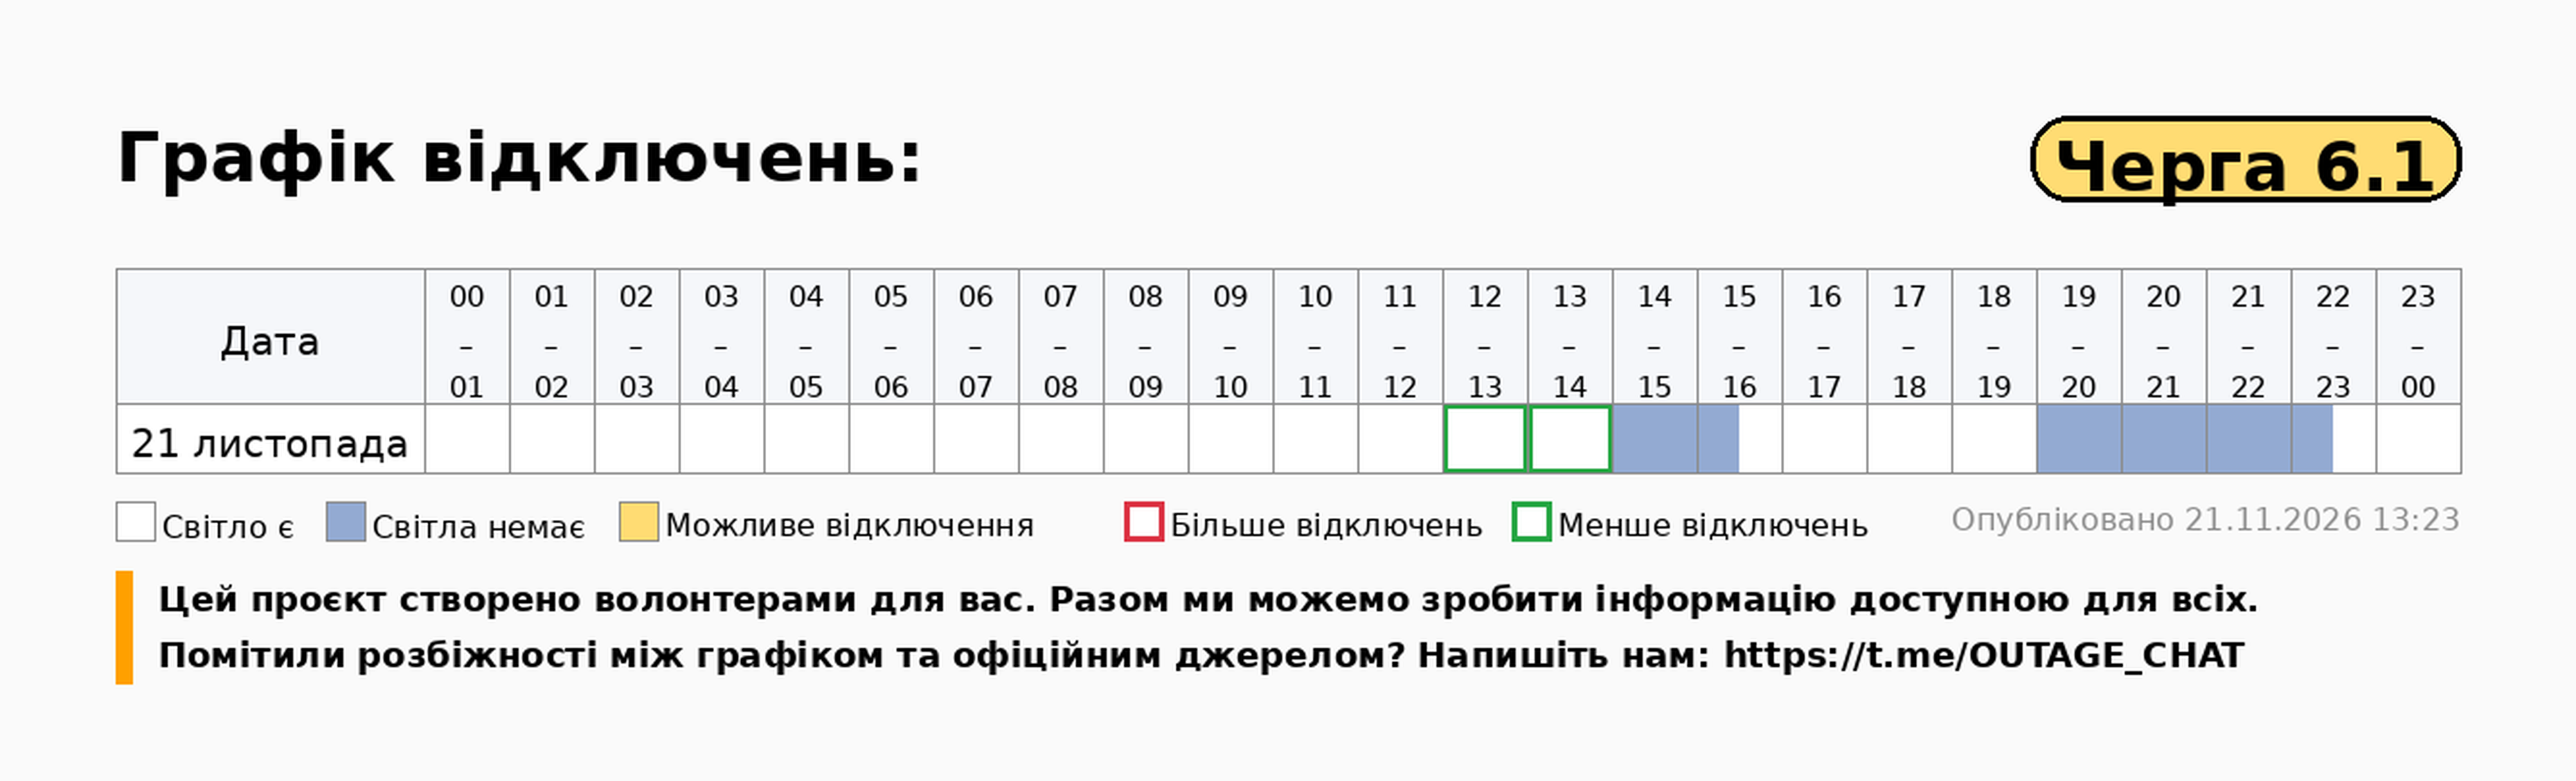 Графік відключень:
Черга 6.1
Дата 00 – 01 01 – 02 02 – 03 03 – 04 04 – 05 05 – 06 06 – 07 07 – 08 08 – 09 09 – 10 10 – 11 11 – 12 12 – 13 13 – 14 14 – 15 15 – 16 16 – 17 17 – 18 18 – 19 19 – 20 20 – 21 21 – 22 22 – 23 23 – 00
21 листопада
Світло є Світла немає Можливе відключення Більше відключень Менше відключень Опубліковано 21.11.2026 13:23
Цей проєкт створено волонтерами для вас. Разом ми можемо зробити інформацію доступною для всіх.
Помітили розбіжності між графіком та офіційним джерелом? Напишіть нам: https://t.me/OUTAGE_CHAT